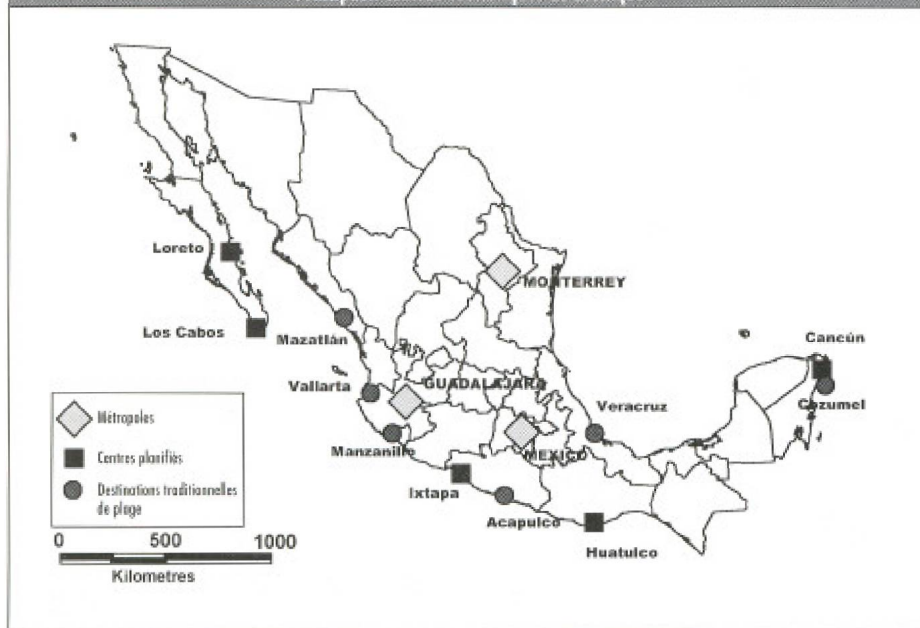 Loreto
MONTERREY
Los Cabos
Mazatlán
Cancún
Vallarta
GUADALAJARA
Veracruz
Cozumel
Métropoles
Manzanillo
MEXICO
Centres planifiés
Ixtapa
Destinations traditionnelles
de plage
Acapulco
Huatulco
0 500 1000
Kilometres